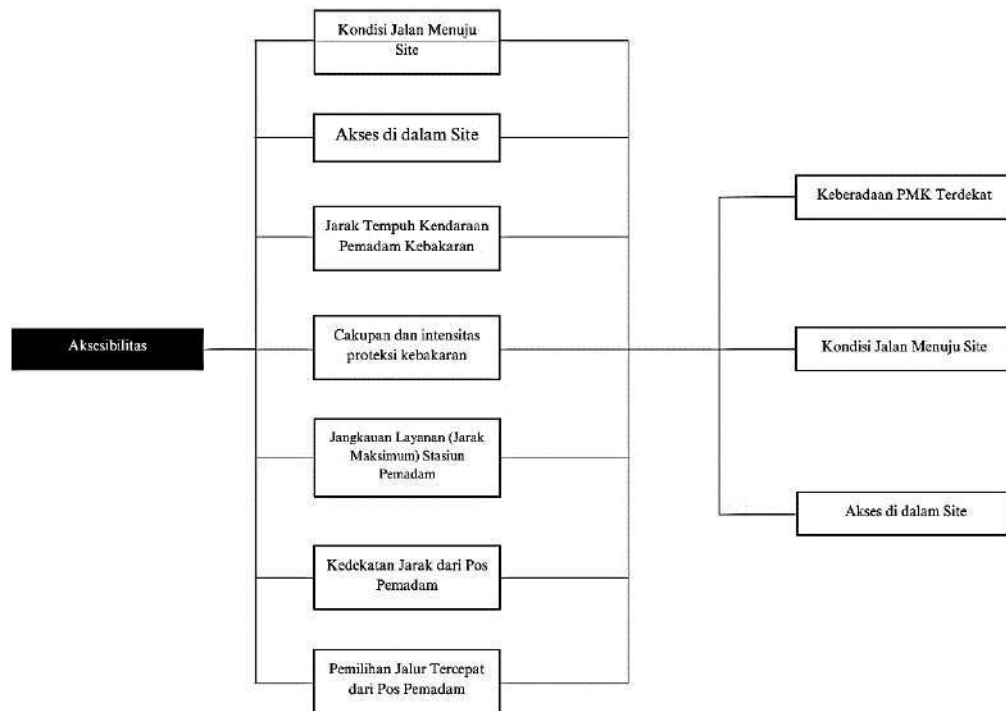 Aksesibilitas
Kondisi Jalan Menuju
Site
Akses di dalam Site
Jarak Tempuh Kendaraan
Pemadam Kebakaran
Cakupan dan intensitas
proteksi kebakaran
Jangkauan Layanan (Jarak
Maksimum) Stasiun
Pemadam
Kedekatan Jarak dari Pos
Pemadam
Pemilihan Jalur Tercepat
dari Pos Pemadam
Keberadaan PMK Terdekat
Kondisi Jalan Menuju Site
Akses di dalam Site